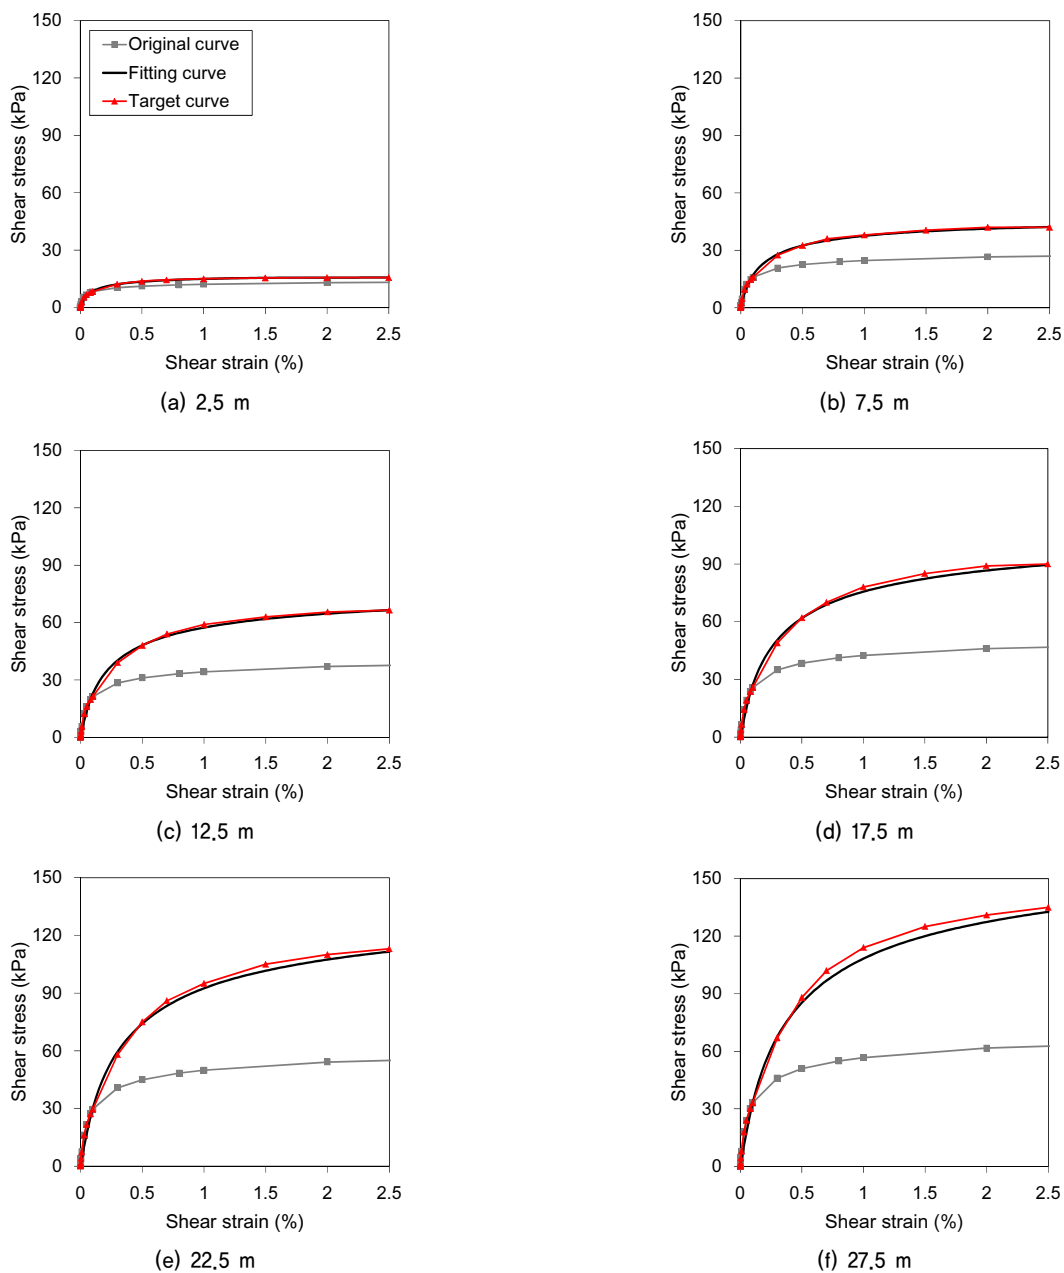 150
120
90
60
30
0
Shear stress (kPa)
Original curve
Fitting curve
Target curve
0 0.5 1 1.5 2 2.5
Shear strain (%)
(a) 2.5 m
150
120
90
60
30
0
Shear stress (kPa)
0 0.5 1 1.5 2 2.5
Shear strain (%)
(b) 7.5 m
150
120
90
60
30
0
Shear stress (kPa)
0 0.5 1 1.5 2 2.5
Shear strain (%)
(c) 12.5 m
150
120
90
60
30
0
Shear stress (kPa)
0 0.5 1 1.5 2 2.5
Shear strain (%)
(d) 17.5 m
150
120
90
60
30
0
Shear stress (kPa)
0 0.5 1 1.5 2 2.5
Shear strain (%)
(e) 22.5 m
150
120
90
60
30
0
Shear stress (kPa)
0 0.5 1 1.5 2 2.5
Shear strain (%)
(f) 27.5 m